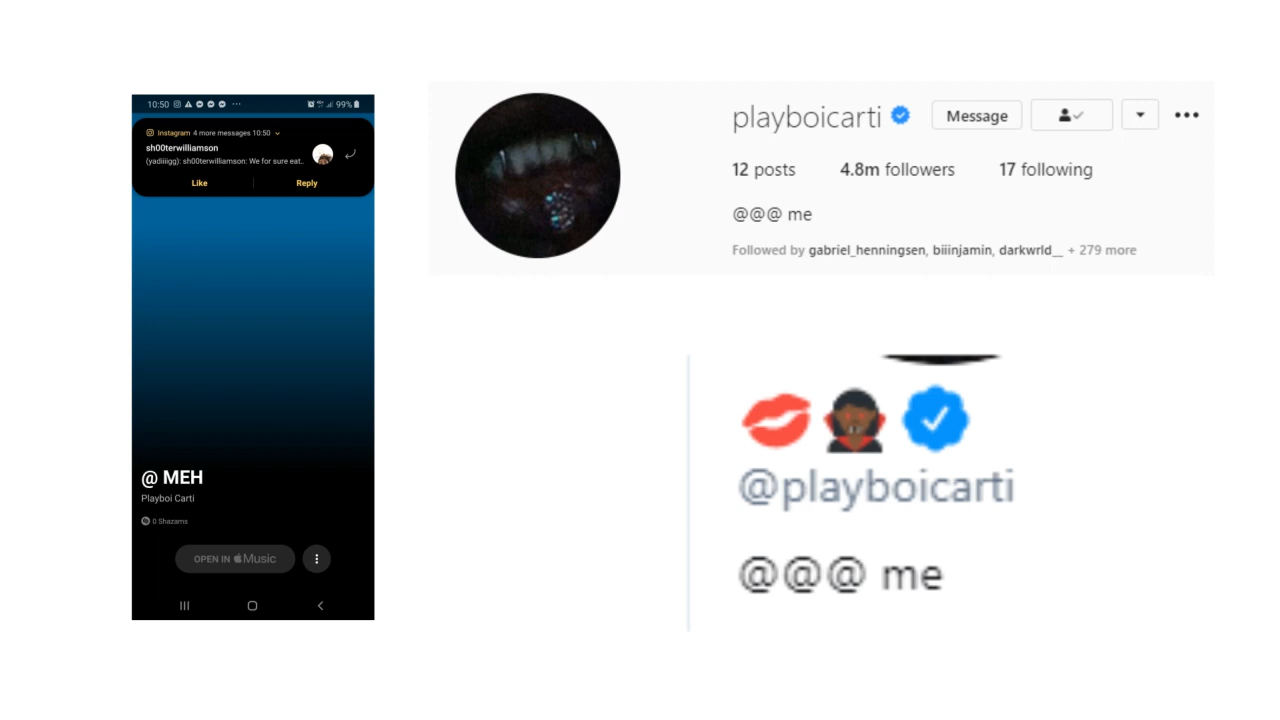 10:50 99%
Instagram 4 more messages 10:50
sh00terwilliamson
(yadiiiigg): sh00terwilliamson: We for sure eat..
Like Reply
@ MEH
Playboi Carti
0 Shazams
OPEN IN Music
playboicarti Message
12 posts 4.8m followers 17 following
@@@ me
Followed by gabriel_henningsen, biiinjamin, darkwrld__ + 279 more
@playboicarti
@@@ me